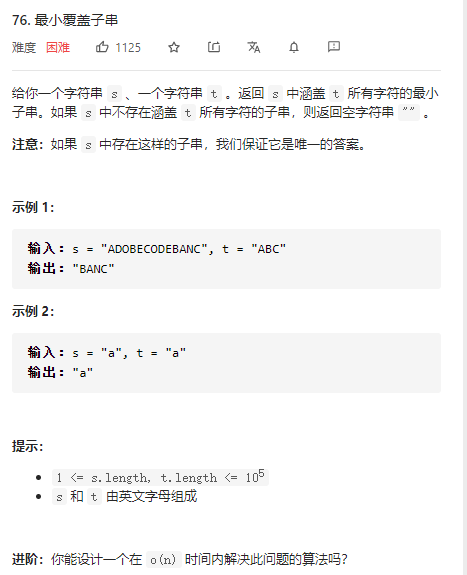 76. 最小覆盖子串
难度 困难 1125
给你一个字符串 s 、一个字符串 t 。返回 s 中涵盖 t 所有字符的最小
子串。如果 s 中不存在涵盖 t 所有字符的子串，则返回空字符串 "" 。
注意：如果 s 中存在这样的子串，我们保证它是唯一的答案。
示例 1：
输入：s = "ADOBECODEBANC", t = "ABC"
输出："BANC"
示例 2：
输入：s = "a", t = "a"
输出："a"
提示：
1 <= s.length, t.length <= 10⁵
s 和 t 由英文字母组成
进阶：你能设计一个在 o(n) 时间内解决此问题的算法吗？